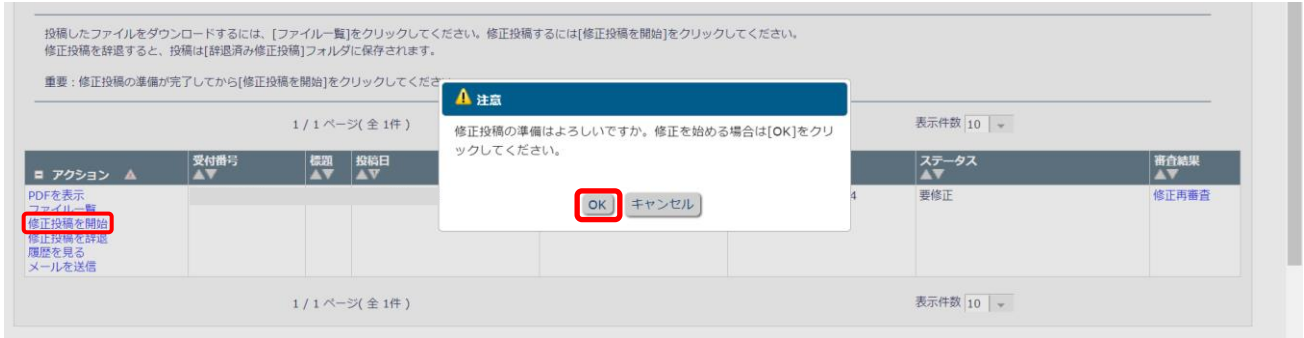 投稿したファイルをダウンロードするには、[ファイル一覧]をクリックしてください。修正投稿するには[修正投稿を開始]をクリックしてください。
修正投稿を辞退すると、投稿は[辞退済み修正投稿]フォルダに保存されます。
重要：修正投稿の準備が完了してから[修正投稿を開始]をクリックしてくださ
注意
修正投稿の準備はよろしいですか。修正を始める場合は[OK]をクリ
ックしてください。
OK キャンセル
1 / 1 ページ( 全 1件 ) 表示件数 10
アクション 受付番号 標題 投稿日 ステータス 審査結果
PDFを表示 4 要修正 修正再審査
ファイル一覧
修正投稿を開始
修正投稿を辞退
履歴を見る
メールを送信
1 / 1 ページ( 全 1件 ) 表示件数 10